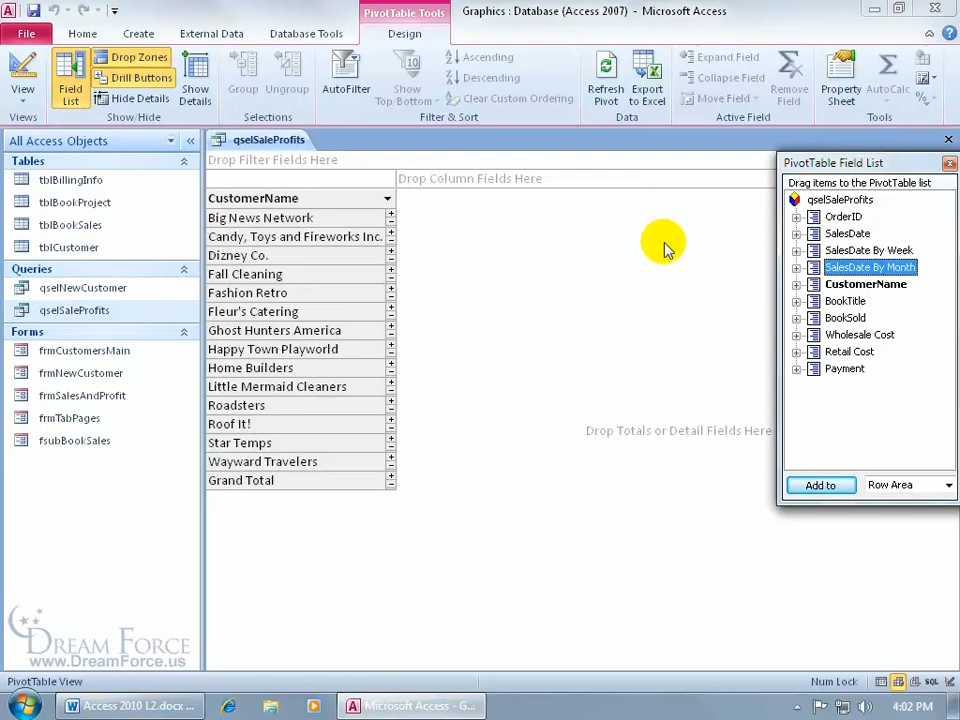 PivotTable Tools
Graphics : Database (Access 2007) - Microsoft Access
File
Home
Create
External Data
Database Tools
Design
View
Views
Field List
Drop Zones
Drill Buttons
Hide Details
Show Details
Show/Hide
Group
Ungroup
Selections
AutoFilter
Show Top/Bottom
Ascending
Descending
Clear Custom Ordering
Filter & Sort
Refresh Pivot
Export to Excel
Data
Expand Field
Collapse Field
Move Field
Remove Field
Active Field
Property Sheet
AutoCalc
Tools
All Access Objects
Tables
tblBillingInfo
tblBookProject
tblBookSales
tblCustomer
Queries
qselNewCustomer
qselSaleProfits
Forms
frmCustomersMain
frmNewCustomer
frmSalesAndProfit
frmTabPages
fsubBookSales
DREAM FORCE
www.DreamForce.us
qselSaleProfits
Drop Filter Fields Here
Drop Column Fields Here
CustomerName
Big News Network
Candy, Toys and Fireworks Inc.
Dizney Co.
Fall Cleaning
Fashion Retro
Fleur's Catering
Ghost Hunters America
Happy Town Playworld
Home Builders
Little Mermaid Cleaners
Roadsters
Roof It!
Star Temps
Wayward Travelers
Grand Total
Drop Totals or Detail Fields Here
PivotTable Field List
Drag items to the PivotTable list
qselSaleProfits
OrderID
SalesDate
SalesDate By Week
SalesDate By Month
CustomerName
BookTitle
BookSold
Wholesale Cost
Retail Cost
Payment
Add to
Row Area
PivotTable View
Num Lock
SQL
Access 2010 L2.docx ...
Microsoft Access - G...
4:02 PM